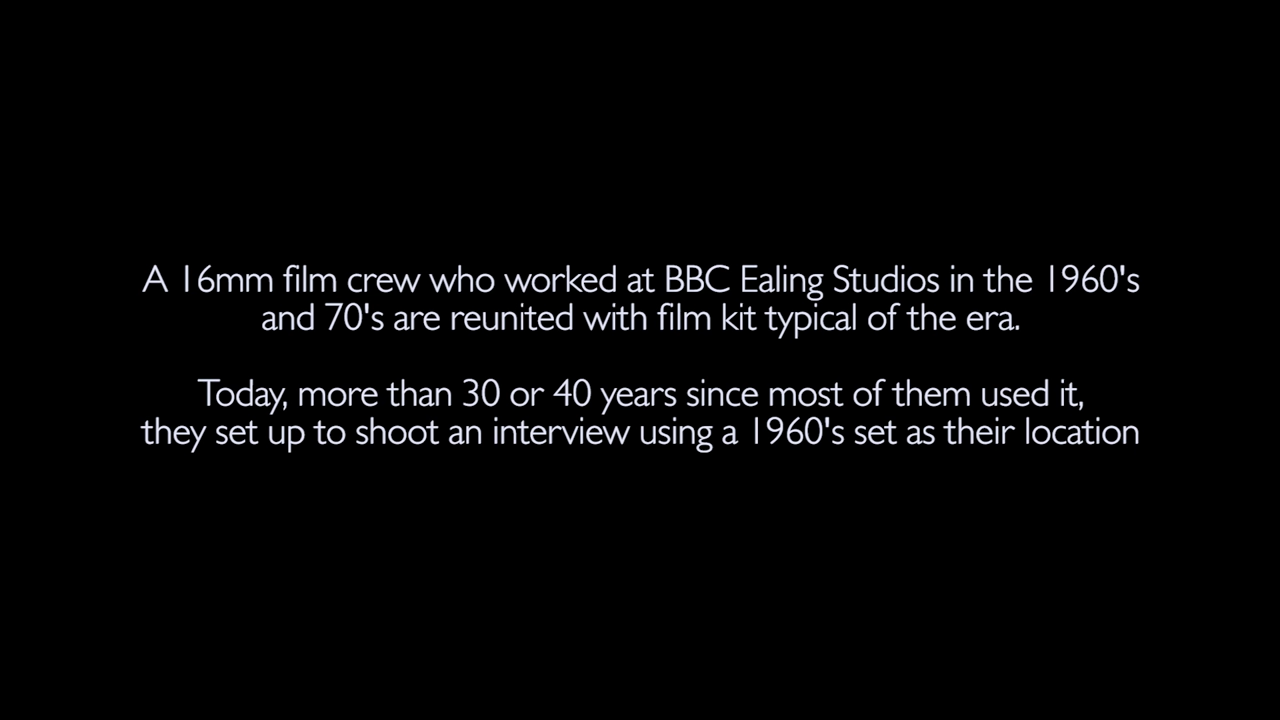 A 16mm film crew who worked at BBC Ealing Studios in the 1960's
and 70's are reunited with film kit typical of the era.
Today, more than 30 or 40 years since most of them used it,
they set up to shoot an interview using a 1960's set as their location